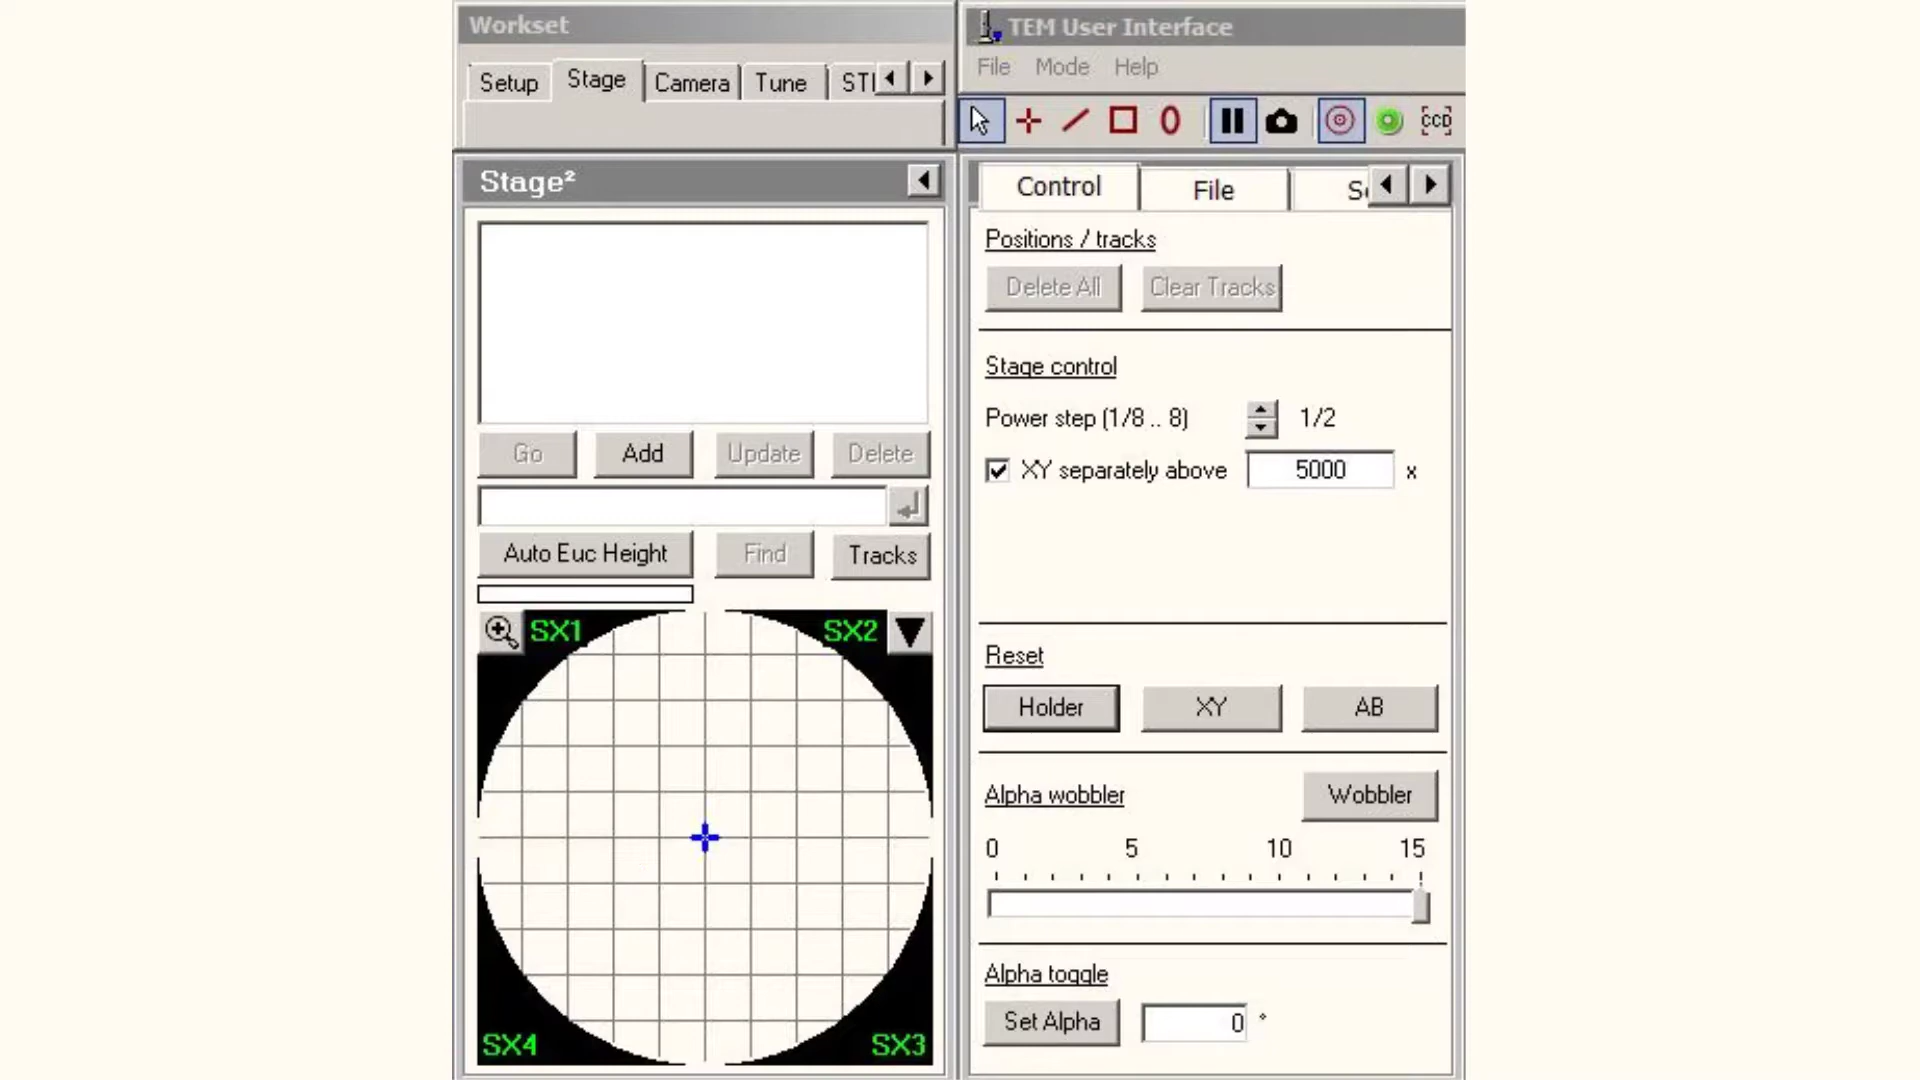 Workset
Setup Stage Camera Tune
Stage²
Go Add Update Delete
Auto Euc Height Find Tracks
SX1 SX2
SX4 SX3
TEM User Interface
File Mode Help
CCD
Control File
Positions / tracks
Delete All Clear Tracks
Stage control
Power step (1/8 .. 8) 1/2
XY separately above 5000 x
Reset
Holder XY AB
Alpha wobbler Wobbler
0 5 10 15
Alpha toggle
Set Alpha 0 °